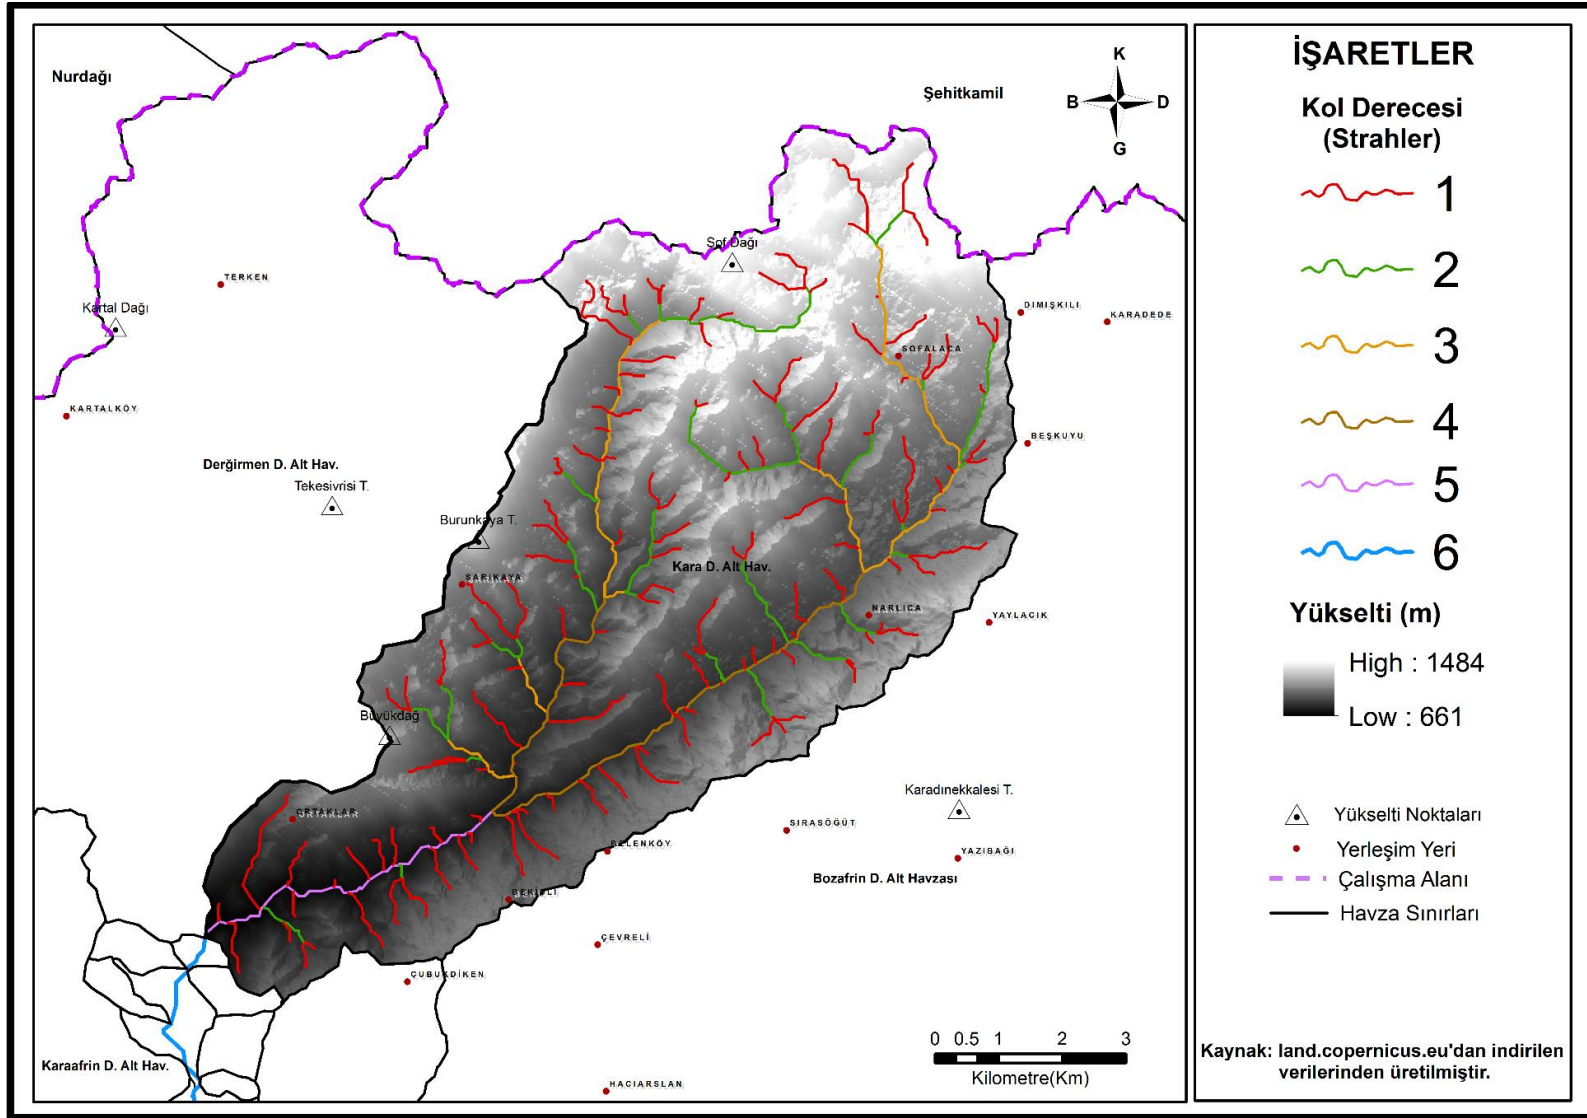 Nurdağı
Şehitkamil
K
B
D
G
Sof Dağı
TERKEN
Kartal Dağı
DIMIŞKILI
KARADEDE
SOFALACA
KARTALKÖY
BEŞKUYU
Derğirmen D. Alt Hav.
Tekesivrisi T.
Burunkaya T.
Kara D. Alt Hav.
SARIKAYA
NARLICA
YAYLACIK
Büyükdağ
Karadınekkalesi T.
ORTAKLAR
SIRASÖĞÜT
BELENKÖY
YAZIBAĞI
Bozafrin D. Alt Havzası
BEKİŞLİ
ÇEVRELİ
ÇUBUKDİKEN
Karaafrin D. Alt Hav.
HACIARSLAN
0 0.5 1 2 3
Kilometre(Km)
İŞARETLER
Kol Derecesi
(Strahler)
1
2
3
4
5
6
Yükselti (m)
High : 1484
Low : 661
Yükselti Noktaları
Yerleşim Yeri
Çalışma Alanı
Havza Sınırları
Kaynak: land.copernicus.eu'dan indirilen
verilerinden üretilmiştir.